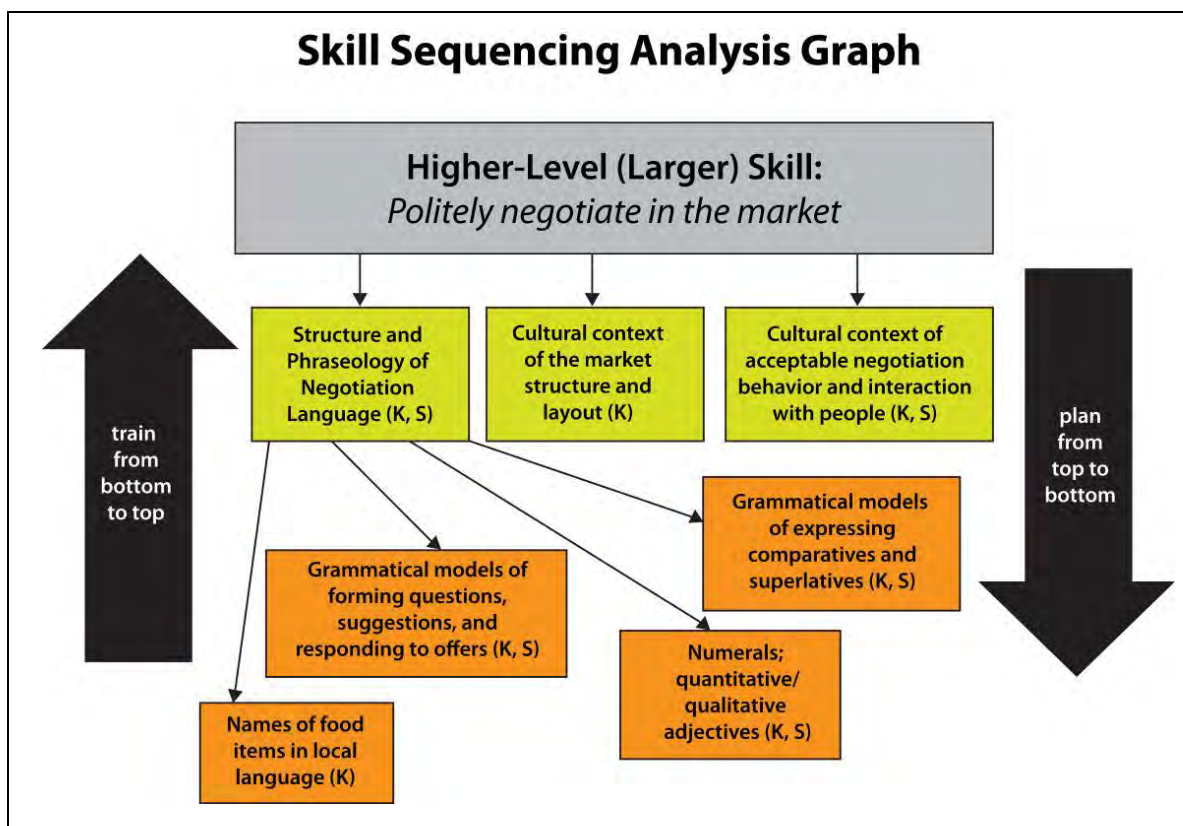 Skill Sequencing Analysis Graph
Higher-Level (Larger) Skill:
Politely negotiate in the market
Structure and
Phraseology of
Negotiation
Language (K, S)
Cultural context
of the market
structure and
layout (K)
Cultural context of
acceptable negotiation
behavior and interaction
with people (K, S)
train
from
bottom
to top
plan
from
top to
bottom
Grammatical models
of expressing
comparatives and
superlatives (K, S)
Grammatical models of
forming questions,
suggestions, and
responding to offers (K, S)
Numerals;
quantitative/
qualitative
adjectives (K, S)
Names of food
items in local
language (K)